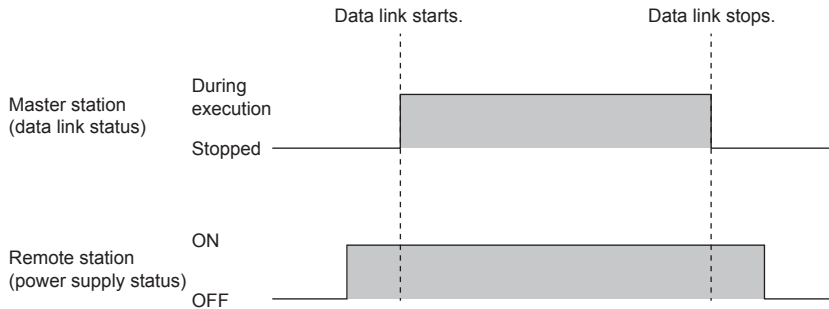 Data link starts.
Data link stops.
Master station
(data link status)
During
execution
Stopped
Remote station
(power supply status)
ON
OFF